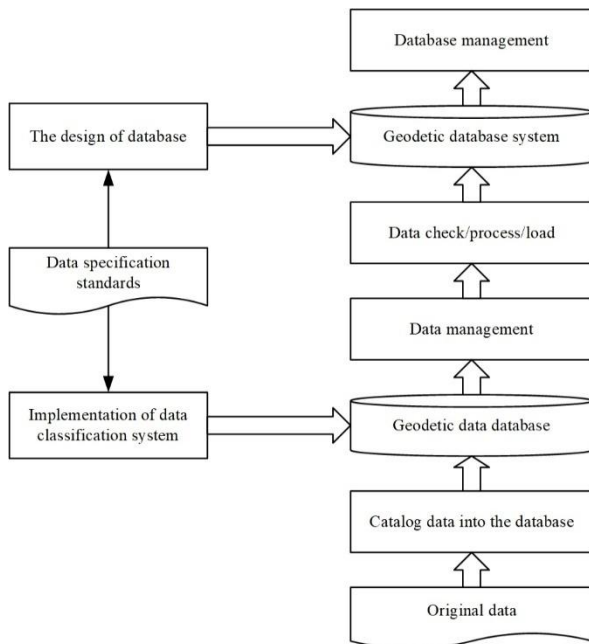 Database management
The design of database
Geodetic database system
Data check/process/load
Data specification
standards
Data management
Implementation of data
classification system
Geodetic data database
Catalog data into the database
Original data